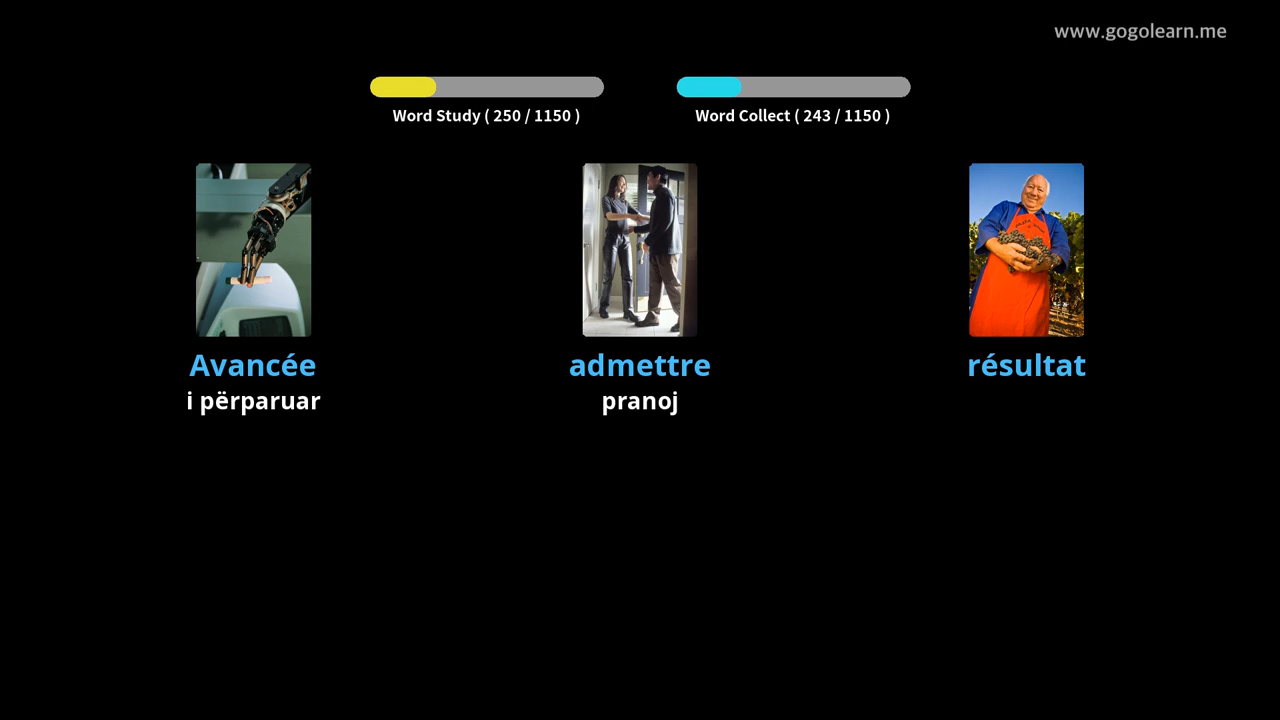 www.gogolearn.me
Word Study ( 250 / 1150 )
Word Collect ( 243 / 1150 )
Avancée
i përparuar
admettre
pranoj
résultat